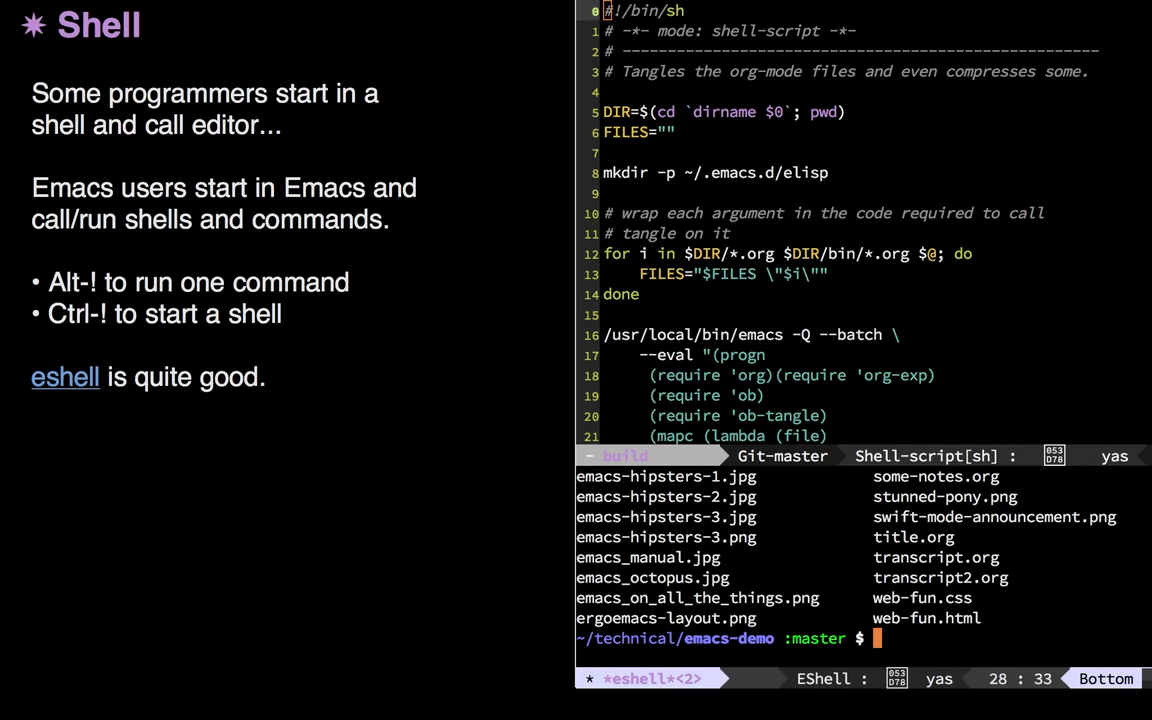 ✷ Shell
Some programmers start in a
shell and call editor...
Emacs users start in Emacs and
call/run shells and commands.
• Alt-! to run one command
• Ctrl-! to start a shell
eshell is quite good.
0 #!/bin/sh
1 # -*- mode: shell-script -*-
2 # -----------------------------------------------------
3 # Tangles the org-mode files and even compresses some.
4
5 DIR=$(cd `dirname $0`; pwd)
6 FILES=""
7
8 mkdir -p ~/.emacs.d/elisp
9
10 # wrap each argument in the code required to call
11 # tangle on it
12 for i in $DIR/*.org $DIR/bin/*.org $@; do
13     FILES="$FILES \"$i\""
14 done
15
16 /usr/local/bin/emacs -Q --batch \
17     --eval "(progn
18      (require 'org)(require 'org-exp)
19      (require 'ob)
20      (require 'ob-tangle)
21      (mapc (lambda (file)
- build Git-master Shell-script[sh] : 053 D78 yas
emacs-hipsters-1.jpg some-notes.org
emacs-hipsters-2.jpg stunned-pony.png
emacs-hipsters-3.jpg swift-mode-announcement.png
emacs-hipsters-3.png title.org
emacs_manual.jpg transcript.org
emacs_octopus.jpg transcript2.org
emacs_on_all_the_things.png web-fun.css
ergoemacs-layout.png web-fun.html
~/technical/emacs-demo :master $
* *eshell*<2> EShell : 053 D78 yas 28 : 33 Bottom